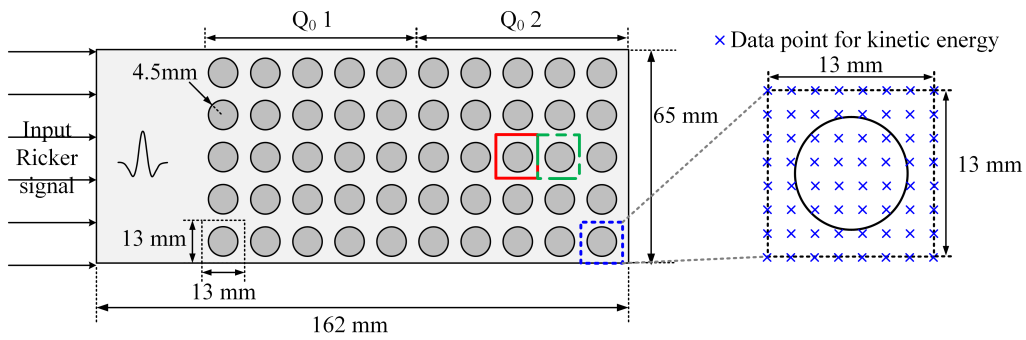 Q₀ 1
Q₀ 2
× Data point for kinetic energy
4.5mm
13 mm
65 mm
Input
Ricker
signal
13 mm
13 mm
13 mm
162 mm